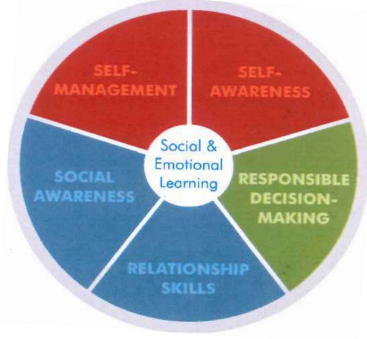 SELF-
MANAGEMENT
SELF-
AWARENESS
Social &
Emotional
Learning
SOCIAL
AWARENESS
RESPONSIBLE
DECISION-
MAKING
RELATIONSHIP
SKILLS